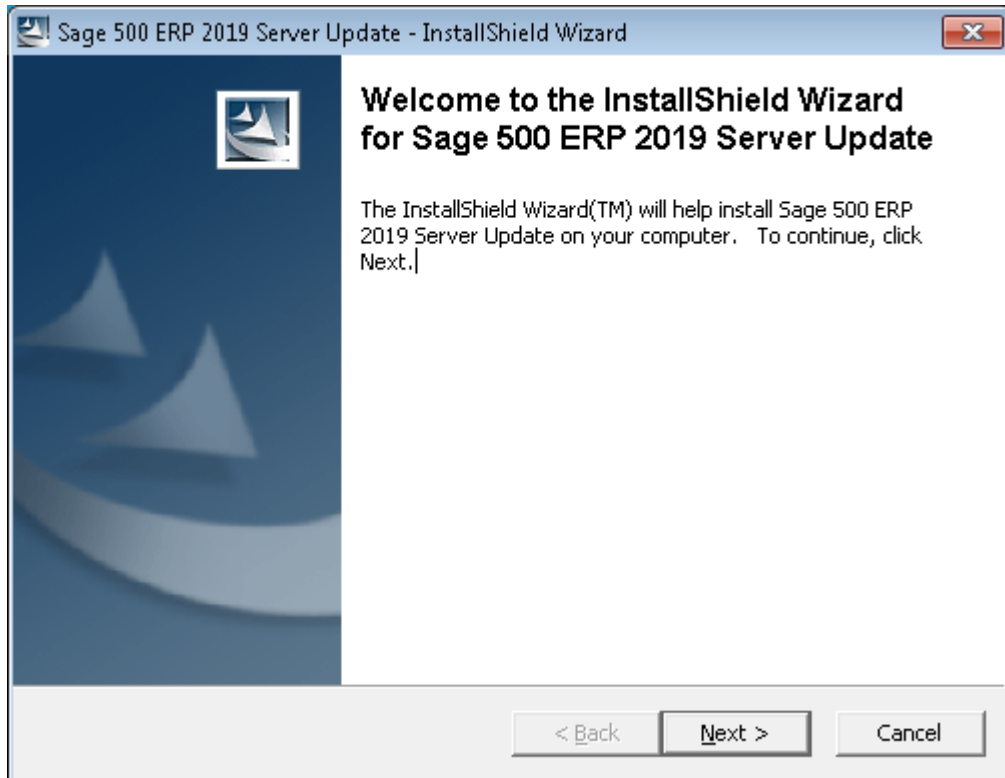 Sage 500 ERP 2019 Server Update - InstallShield Wizard
Welcome to the InstallShield Wizard
for Sage 500 ERP 2019 Server Update
The InstallShield Wizard(TM) will help install Sage 500 ERP
2019 Server Update on your computer.   To continue, click
Next.
< Back
Next >
Cancel